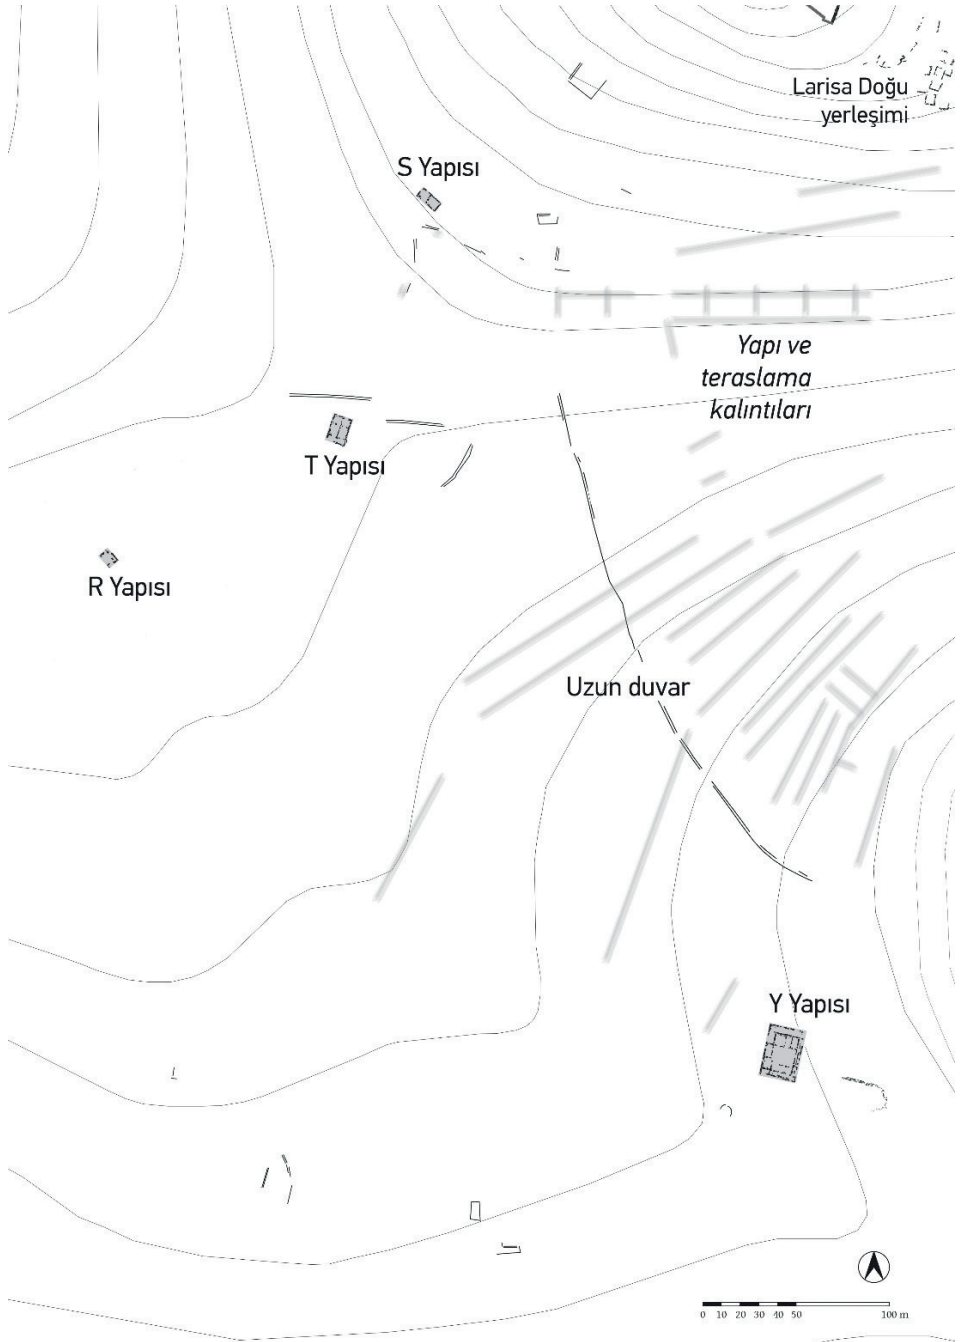 Larisa Doğu
yerleşimi
S Yapısı
Yapı ve
teraslama
kalıntıları
T Yapısı
R Yapısı
Uzun duvar
Y Yapısı
0 10 20 30 40 50 100 m